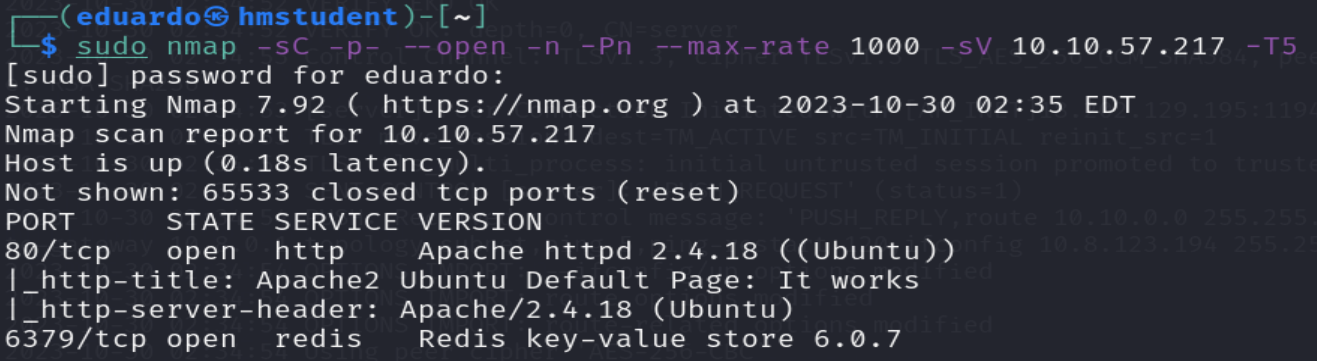 ┌──(eduardo㉿hmstudent)-[~]
└─$ sudo nmap -sC -p- --open -n -Pn --max-rate 1000 -sV 10.10.57.217 -T5
[sudo] password for eduardo:
Starting Nmap 7.92 ( https://nmap.org ) at 2023-10-30 02:35 EDT
Nmap scan report for 10.10.57.217
Host is up (0.18s latency).
Not shown: 65533 closed tcp ports (reset)
PORT     STATE SERVICE VERSION
80/tcp   open  http    Apache httpd 2.4.18 ((Ubuntu))
|_http-title: Apache2 Ubuntu Default Page: It works
|_http-server-header: Apache/2.4.18 (Ubuntu)
6379/tcp open  redis   Redis key-value store 6.0.7